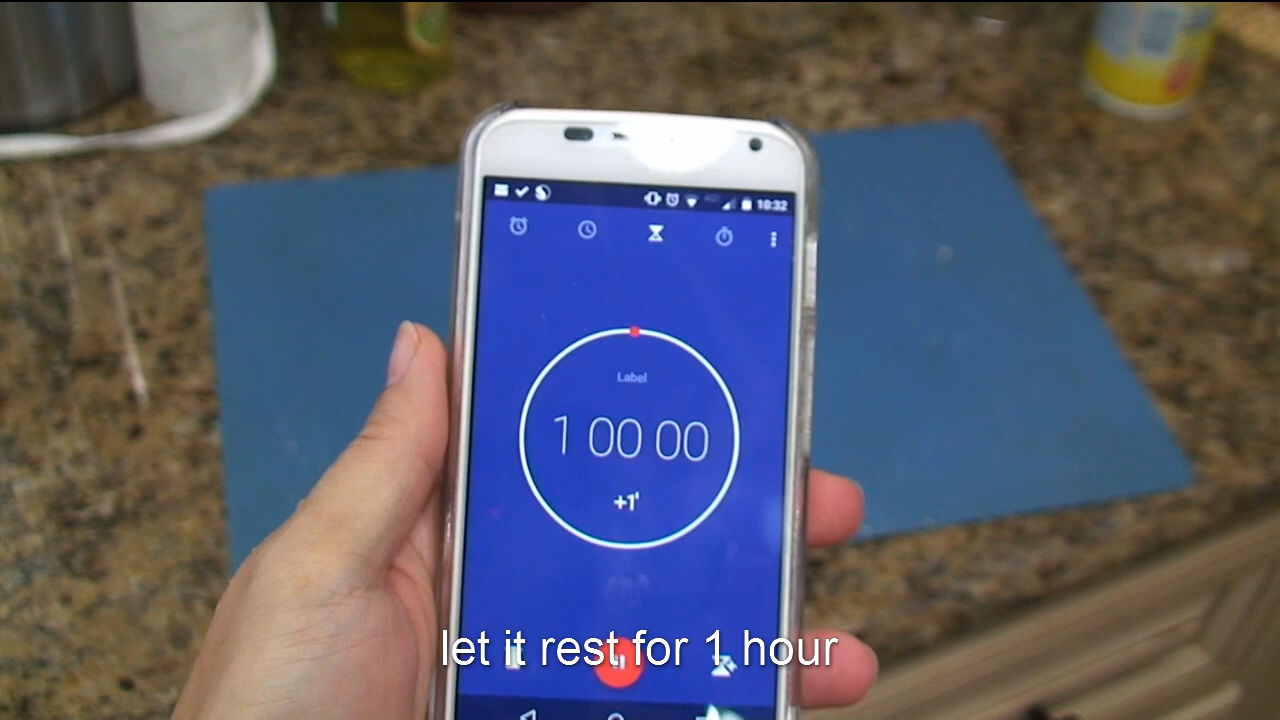 10:32
Label
1 00 00
+1'
let it rest for 1 hour